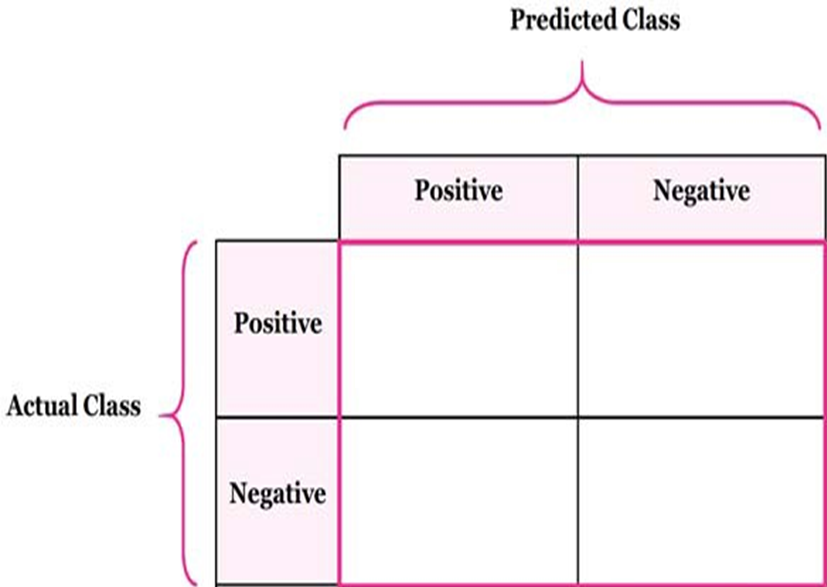 Predicted Class
Positive Negative
Positive
Actual Class
Negative